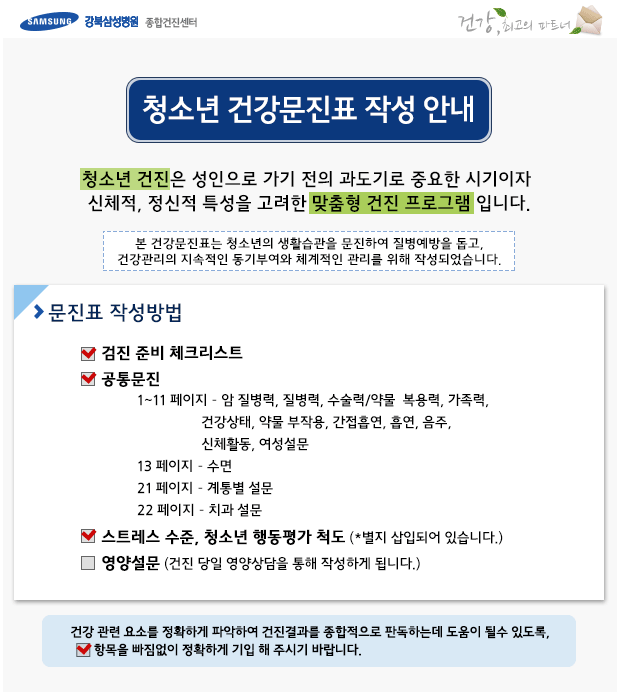 SAMSUNG 강북삼성병원 종합건진센터
건강, 최고의 파트너
청소년 건강문진표 작성 안내
청소년 건진은 성인으로 가기 전의 과도기로 중요한 시기이자
신체적, 정신적 특성을 고려한 맞춤형 건진 프로그램 입니다.
본 건강문진표는 청소년의 생활습관을 문진하여 질병예방을 돕고,
건강관리의 지속적인 동기부여와 체계적인 관리를 위해 작성되었습니다.
문진표 작성방법
검진 준비 체크리스트
공통문진
1~11 페이지 - 암 질병력, 질병력, 수술력/약물 복용력, 가족력,
건강상태, 약물 부작용, 간접흡연, 흡연, 음주,
신체활동, 여성설문
13 페이지 - 수면
21 페이지 - 계통별 설문
22 페이지 - 치과 설문
스트레스 수준, 청소년 행동평가 척도 (*별지 삽입되어 있습니다.)
영양설문 (건진 당일 영양상담을 통해 작성하게 됩니다.)
건강 관련 요소를 정확하게 파악하여 건진결과를 종합적으로 판독하는데 도움이 될수 있도록,
항목을 빠짐없이 정확하게 기입 해 주시기 바랍니다.